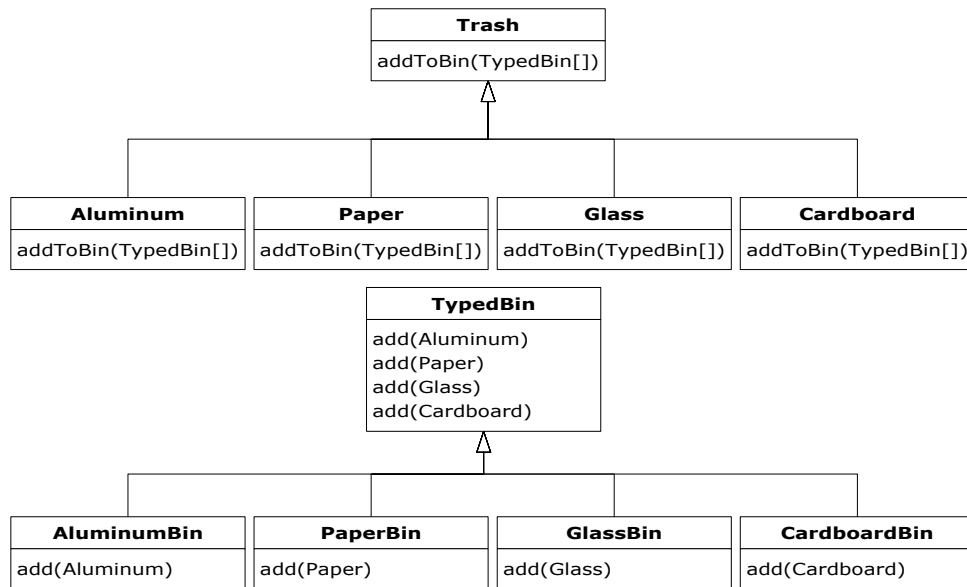 Trash
addToBin(TypedBin[])
Aluminum
Paper
Glass
Cardboard
addToBin(TypedBin[])
addToBin(TypedBin[])
addToBin(TypedBin[])
addToBin(TypedBin[])
TypedBin
add(Aluminum)
add(Paper)
add(Glass)
add(Cardboard)
AluminumBin
PaperBin
GlassBin
CardboardBin
add(Aluminum)
add(Paper)
add(Glass)
add(Cardboard)